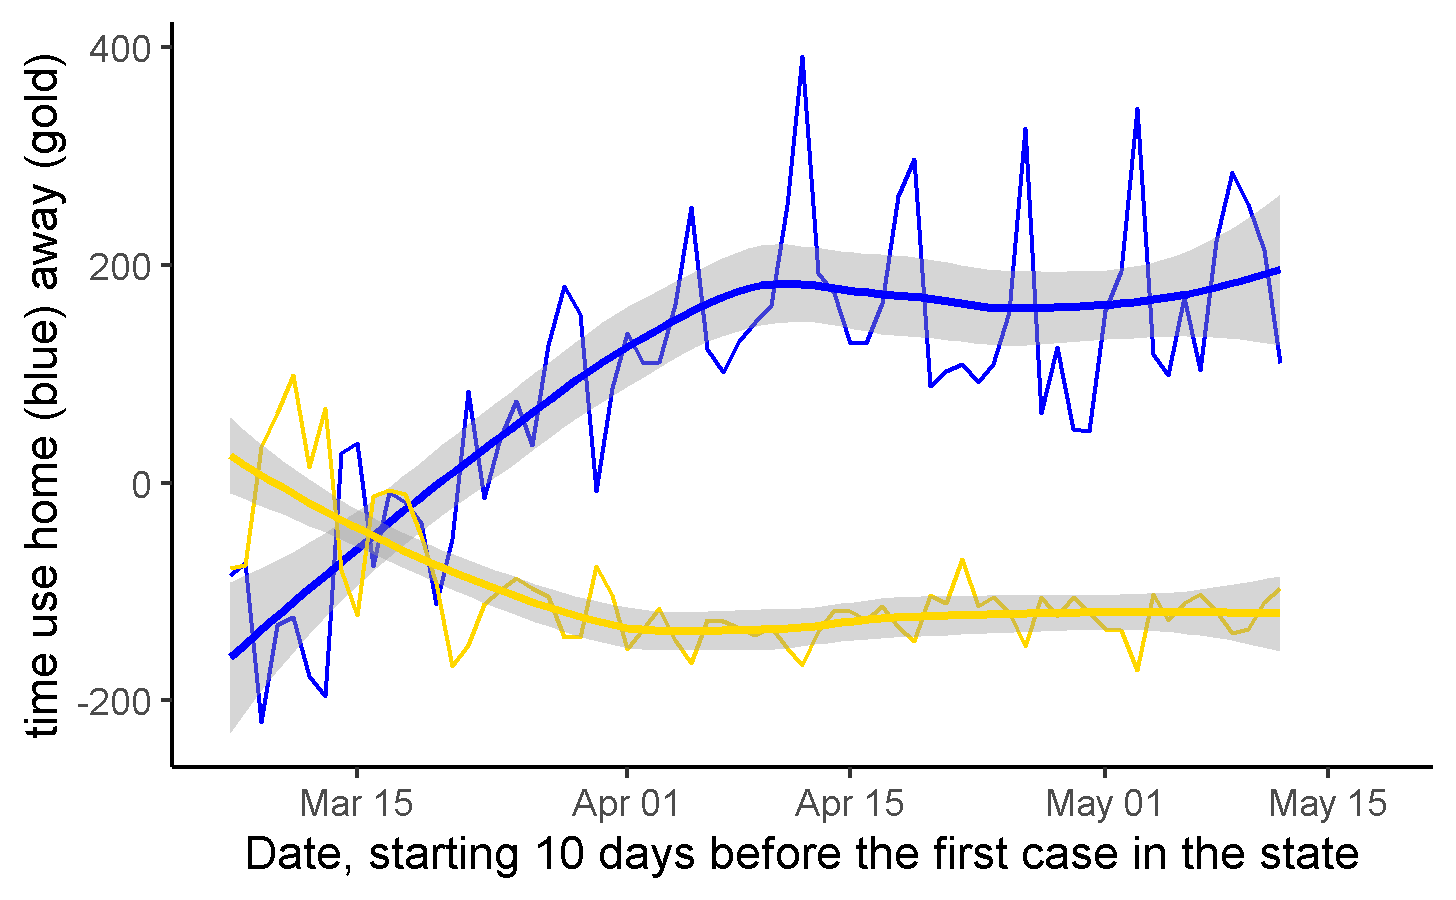 time use home (blue) away (gold)
400
200
0
-200
Mar 15
Apr 01
Apr 15
May 01
May 15
Date, starting 10 days before the first case in the state